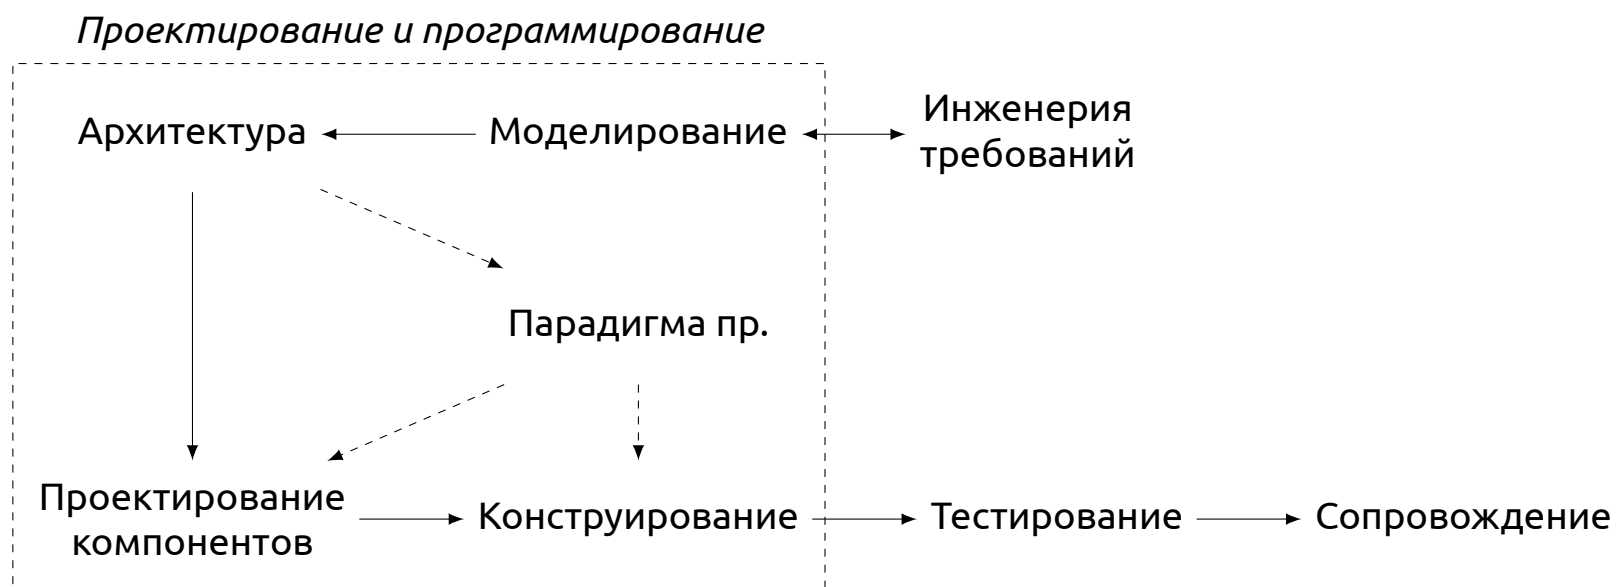 Проектирование и программирование
Архитектура
Моделирование
Инженерия
требований
Парадигма пр.
Проектирование
компонентов
Конструирование
Тестирование
Сопровождение